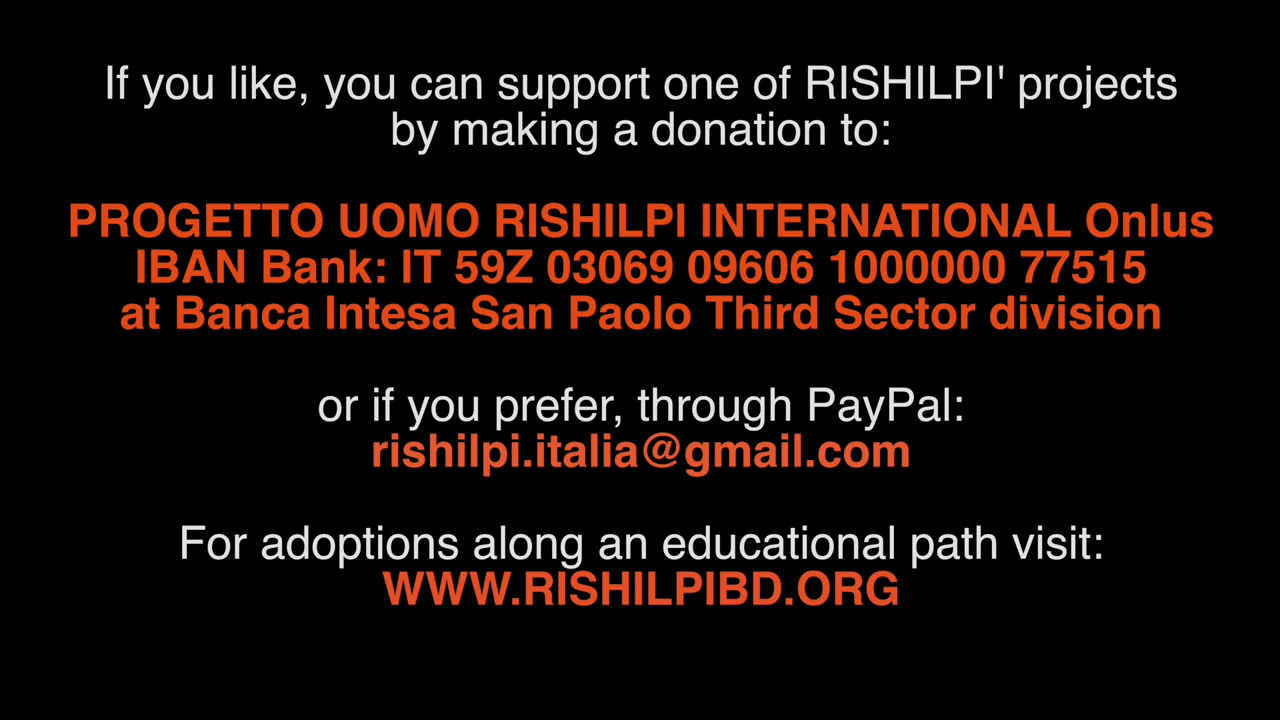 If you like, you can support one of RISHILPI' projects
by making a donation to:
PROGETTO UOMO RISHILPI INTERNATIONAL Onlus
IBAN Bank: IT 59Z 03069 09606 1000000 77515
at Banca Intesa San Paolo Third Sector division
or if you prefer, through PayPal:
rishilpi.italia@gmail.com
For adoptions along an educational path visit:
WWW.RISHILPIBD.ORG